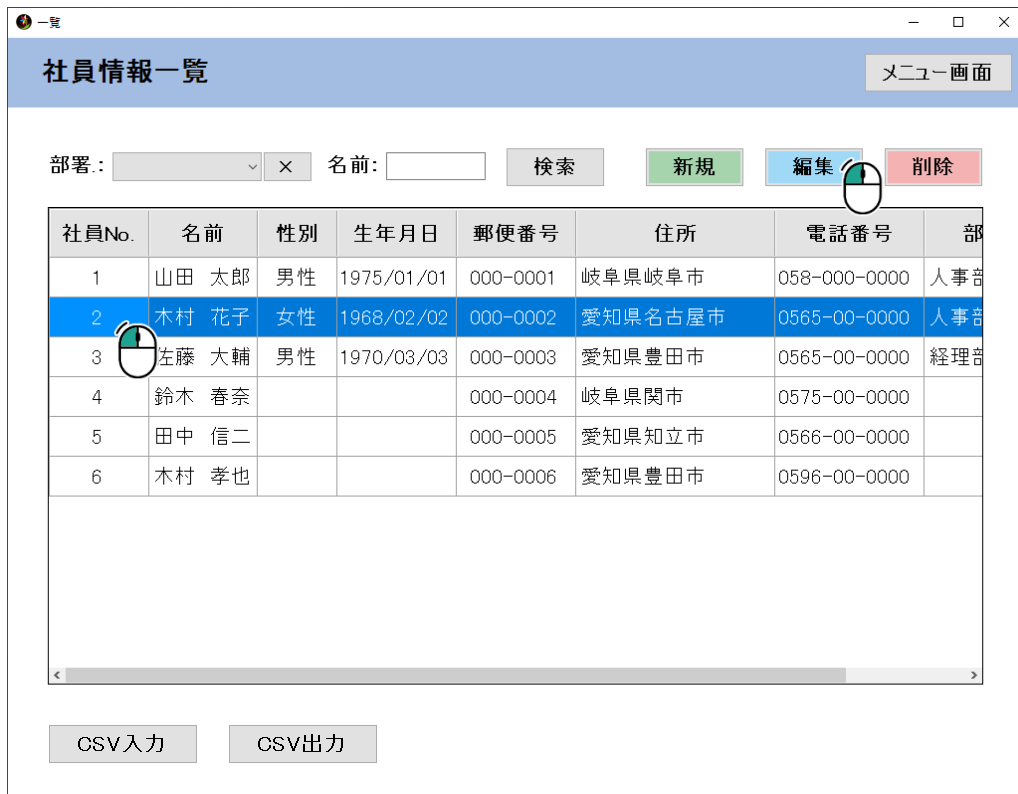 一覧
社員情報一覧 メニュー画面
部署.: × 名前: 検索 新規 編集 削除
社員No. 名前 性別 生年月日 郵便番号 住所 電話番号 部
1 山田 太郎 男性 1975/01/01 000-0001 岐阜県岐阜市 058-000-0000 人事部
2 木村 花子 女性 1968/02/02 000-0002 愛知県名古屋市 0565-00-0000 人事部
3 佐藤 大輔 男性 1970/03/03 000-0003 愛知県豊田市 0565-00-0000 経理部
4 鈴木 春奈 000-0004 岐阜県関市 0575-00-0000
5 田中 信二 000-0005 愛知県知立市 0566-00-0000
6 木村 孝也 000-0006 愛知県豊田市 0596-00-0000
CSV入力 CSV出力